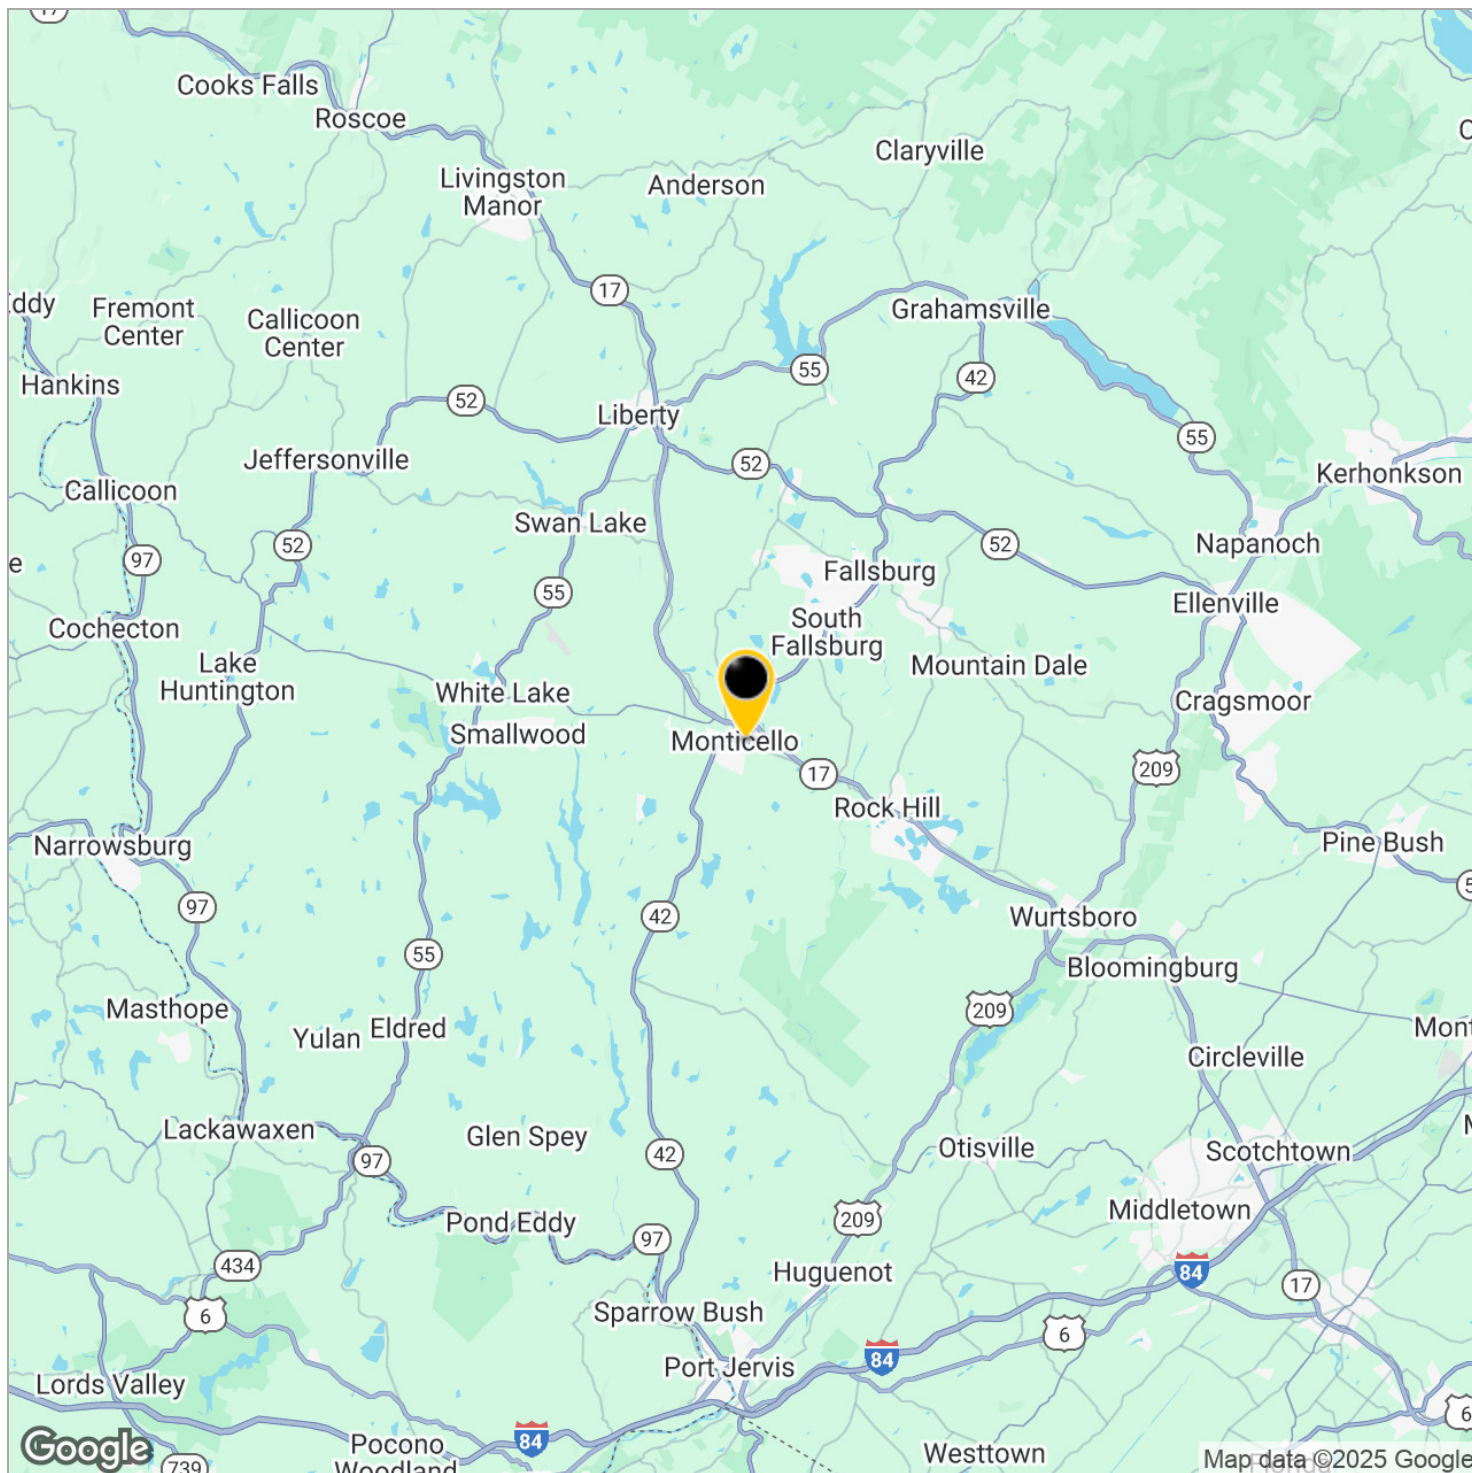 17
Cooks Falls
Roscoe
Claryville
Livingston
Manor
Anderson
17
Fremont
Center
Callicoon
Center
Grahamsville
Hankins
55
42
52
Liberty
55
Jeffersonville
52
Kerhonkson
Callicoon
Swan Lake
52
97
52
Napanoch
Fallsburg
55
Ellenville
Cochecton
South
Fallsburg
Lake
Huntington
Mountain Dale
White Lake
Cragsmoor
Smallwood
Monticello
17
209
Rock Hill
Narrowsburg
Pine Bush
97
42
Wurtsboro
55
Bloomingburg
Masthope
209
Yulan
Eldred
Circleville
Lackawaxen
Glen Spey
42
Otisville
Scotchtown
97
Middletown
Pond Eddy
209
97
434
Huguenot
84
17
6
Sparrow Bush
6
84
Port Jervis
Lords Valley
6
84
Pocono
Woodland
Westtown
Google
739
Map data ©2025 Google